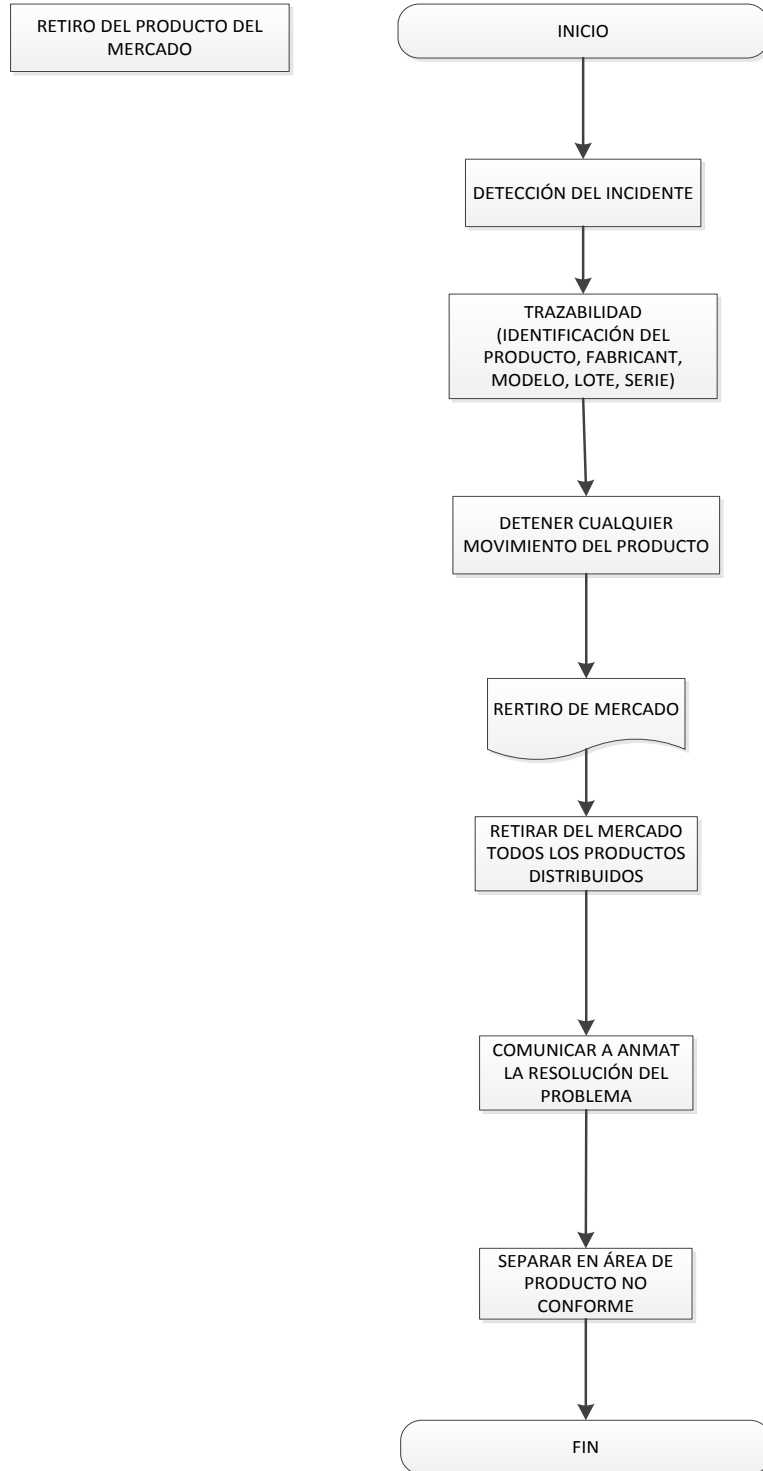 RETIRO DEL PRODUCTO DEL
MERCADO
INICIO
DETECCIÓN DEL INCIDENTE
TRAZABILIDAD
(IDENTIFICACIÓN DEL
PRODUCTO, FABRICANT,
MODELO, LOTE, SERIE)
DETENER CUALQUIER
MOVIMIENTO DEL PRODUCTO
RERTIRO DE MERCADO
RETIRAR DEL MERCADO
TODOS LOS PRODUCTOS
DISTRIBUIDOS
COMUNICAR A ANMAT
LA RESOLUCIÓN DEL
PROBLEMA
SEPARAR EN ÁREA DE
PRODUCTO NO
CONFORME
FIN